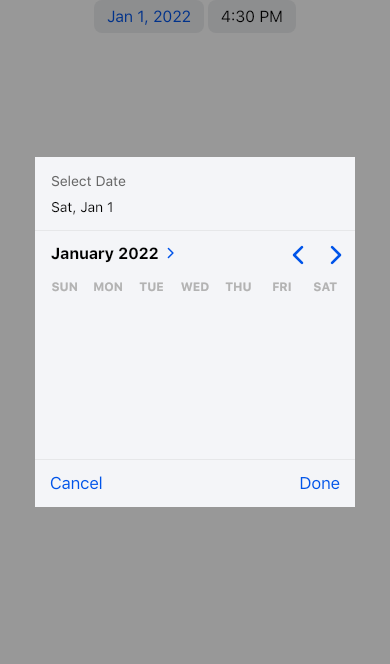 Jan 1, 2022 4:30 PM
Select Date
Sat, Jan 1
January 2022
SUN MON TUE WED THU FRI SAT
Cancel Done